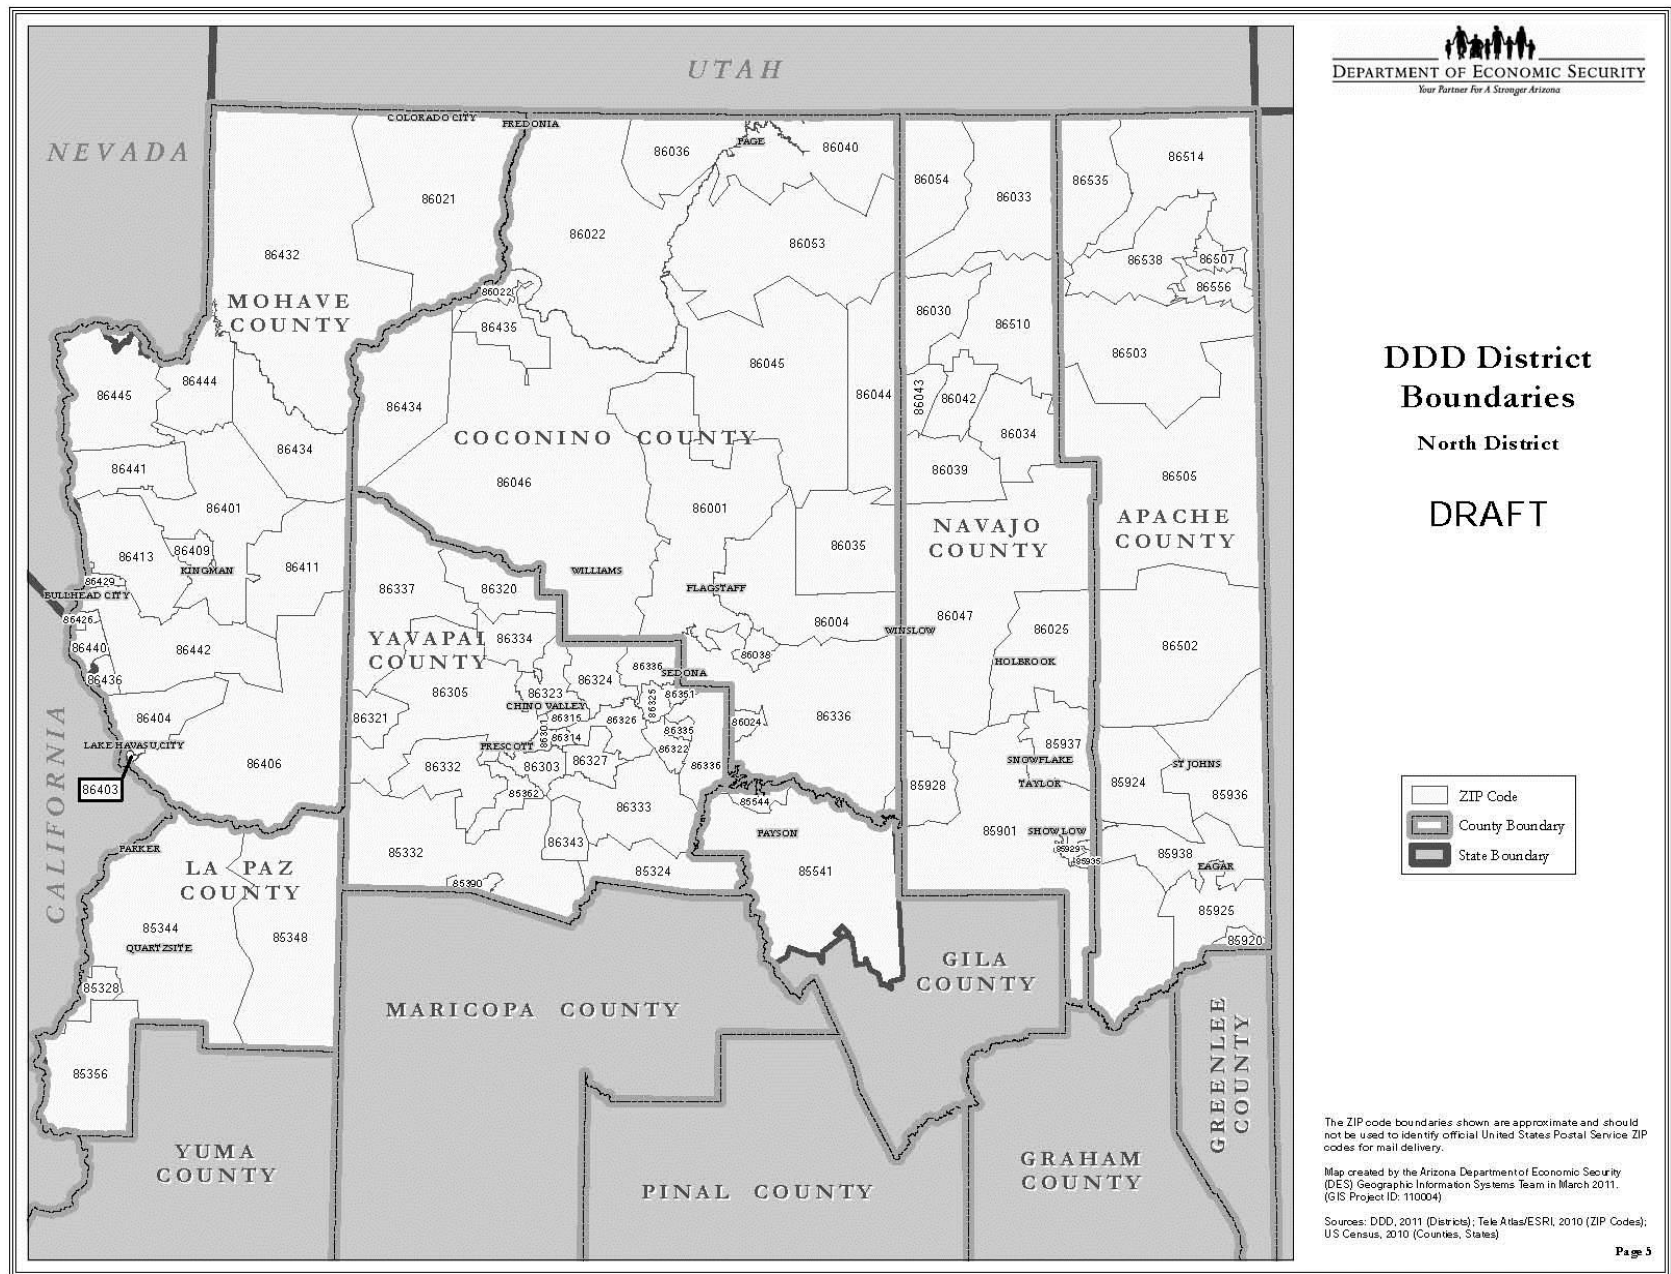 UTAH
NEVADA
COLORADO CITY
FREDONIA
PAGE
86036
86040
86054
86033
86535
86514
86021
86022
86053
86432
86538
86507
86556
86022
MOHAVE
COUNTY
86435
86030
86510
86503
86445
86444
86045
86044
86043
86042
86434
86034
COCONINO COUNTY
86434
86441
86046
86039
86505
86401
86001
NAVAJO
COUNTY
APACHE
COUNTY
86413
86409
KINGMAN
86411
86035
86429
BULLHEAD CITY
WILLIAMS
FLAGSTAFF
86337
86320
86426
86004
WINSLOW
86047
86025
YAVAPAI
COUNTY
86334
86440
86442
86038
HOLBROOK
86502
86436
86336
SEDONA
86305
86323
86324
86325
86351
CHINO VALLEY
86404
86321
86301
86315
86326
86024
86336
86314
86335
LAKE HAVASU CITY
PRESCOTT
86322
86937
85937
SNOWFLAKE
ST JOHNS
86406
86332
86303
86327
86336
85928
TAYLOR
85924
85936
86403
85362
86333
85544
PAYSON
85901
SHOW LOW
85929
85935
CALIFORNIA
PARKER
85332
86343
85938
EAGAR
LA PAZ
COUNTY
85390
85324
85541
85925
85344
QUARTZSITE
85348
85920
85328
GILA
COUNTY
MARICOPA COUNTY
85356
GREENLEE
COUNTY
YUMA
COUNTY
PINAL COUNTY
GRAHAM
COUNTY
DEPARTMENT OF ECONOMIC SECURITY
Your Partner For A Stronger Arizona
DDD District
Boundaries
North District
DRAFT
ZIP Code
County Boundary
State Boundary
The ZIP code boundaries shown are approximate and should
not be used to identify official United States Postal Service ZIP
codes for mail delivery.
Map created by the Arizona Department of Economic Security
(DES) Geographic Information Systems Team in March 2011.
(GIS Project ID: 110004)
Sources: DDD, 2011 (Districts); Tele Atlas/ESRI, 2010 (ZIP Codes);
US Census, 2010 (Counties, States)
Page 5